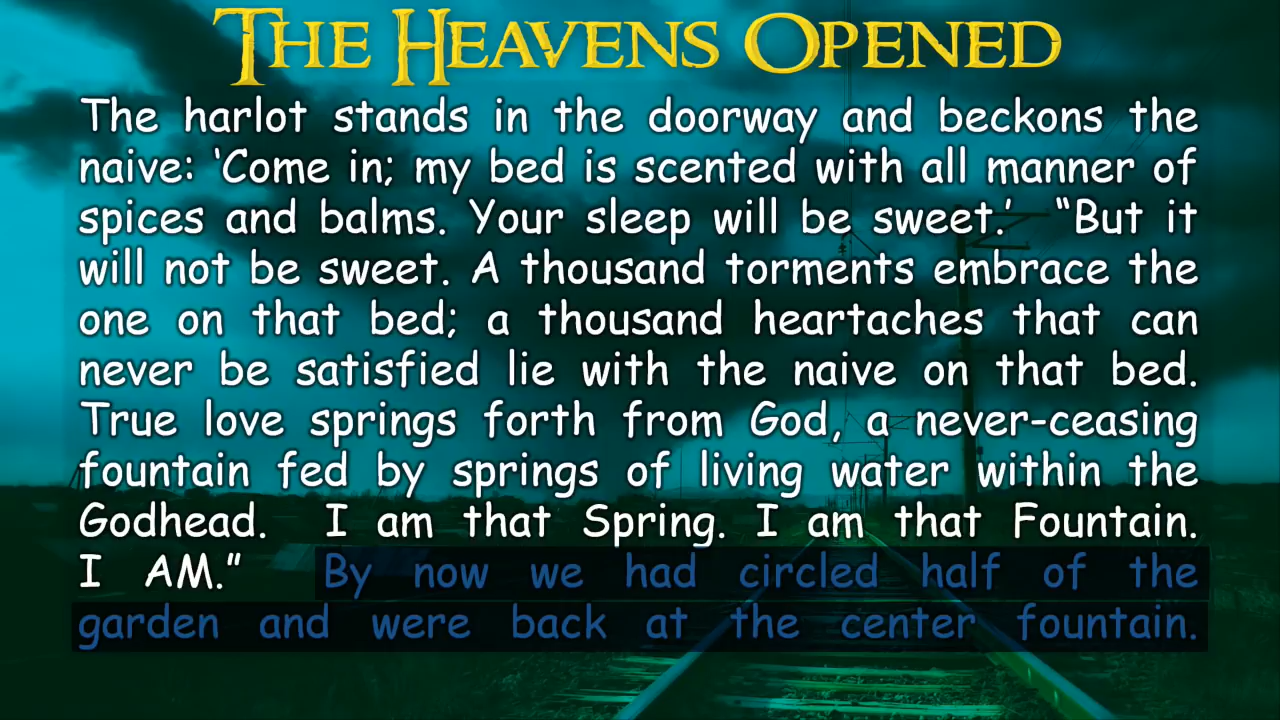 THE HEAVENS OPENED
The harlot stands in the doorway and beckons the
naive: ‘Come in; my bed is scented with all manner of
spices and balms. Your sleep will be sweet.’ “But it
will not be sweet. A thousand torments embrace the
one on that bed; a thousand heartaches that can
never be satisfied lie with the naive on that bed.
True love springs forth from God, a never-ceasing
fountain fed by springs of living water within the
Godhead. I am that Spring. I am that Fountain.
I AM.” By now we had circled half of the
garden and were back at the center fountain.